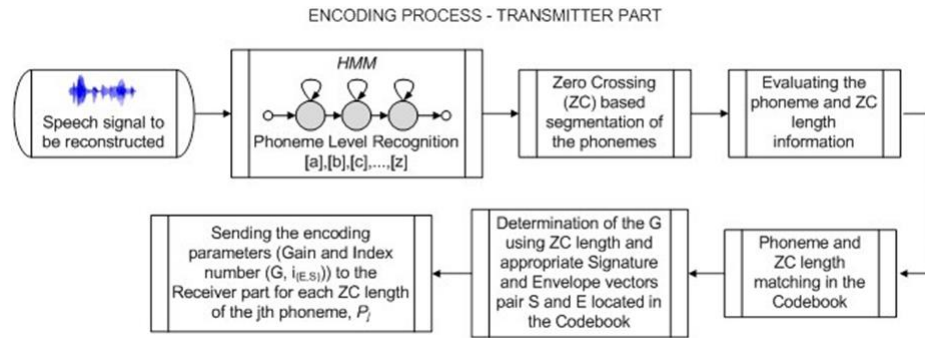 ENCODING PROCESS - TRANSMITTER PART
Speech signal to
be reconstructed
HMM
Phoneme Level Recognition
[a],[b],[c],...,[z]
Zero Crossing
(ZC) based
segmentation of
the phonemes
Evaluating the
phoneme and ZC
length
information
Sending the encoding
parameters (Gain and Index
number (G, i{E,S})) to the
Receiver part for each ZC length
of the jth phoneme, Pj
Determination of the G
using ZC length and
appropriate Signature
and Envelope vectors
pair S and E located in
the Codebook
Phoneme and
ZC length
matching in the
Codebook